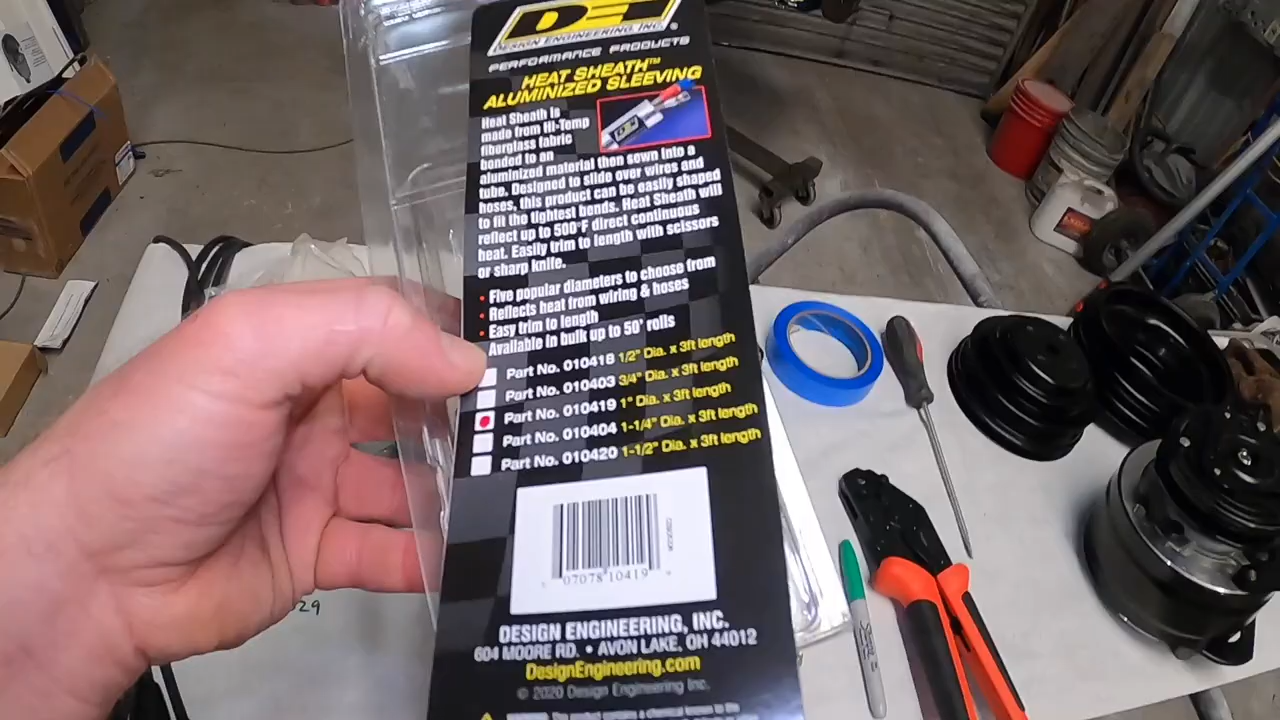 DEI
DESIGN ENGINEERING, INC.
PERFORMANCE PRODUCTS
HEAT SHEATH™
ALUMINIZED SLEEVING
Heat Sheath is
made from Hi-Temp
fiberglass fabric
bonded to an
aluminized material then sewn into a
tube. Designed to slide over wires and
hoses, this product can be easily shaped
to fit the tightest bends. Heat Sheath will
reflect up to 500°F direct continuous
heat. Easily trim to length with scissors
or sharp knife.
• Five popular diameters to choose from
• Reflects heat from wiring & hoses
• Easy trim to length
Available in bulk up to 50' rolls
Part No. 010418 1/2" Dia. x 3ft length
Part No. 010403 3/4" Dia. x 3ft length
Part No. 010419 1" Dia. x 3ft length
Part No. 010404 1-1/4" Dia. x 3ft length
Part No. 010420 1-1/2" Dia. x 3ft length
07078 10419
DESIGN ENGINEERING, INC.
604 MOORE RD. • AVON LAKE, OH 44012
DesignEngineering.com
© 2020 Design Engineering Inc.
29